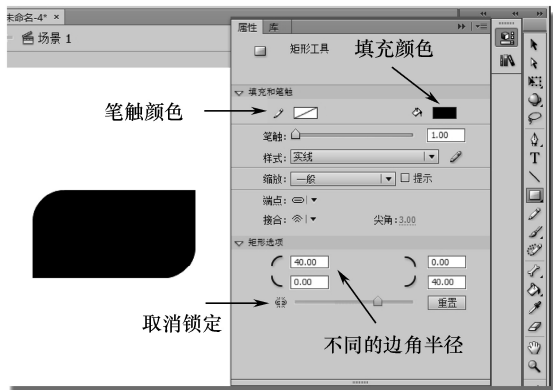 未命名-4* ×
场景 1
属性 库
矩形工具
填充颜色
填充和笔触
笔触颜色
笔触: 1.00
样式: 实线
缩放: 一般 提示
端点:
接合: 尖角: 3.00
矩形选项
40.00 0.00
0.00 40.00
重置
取消锁定
不同的边角半径